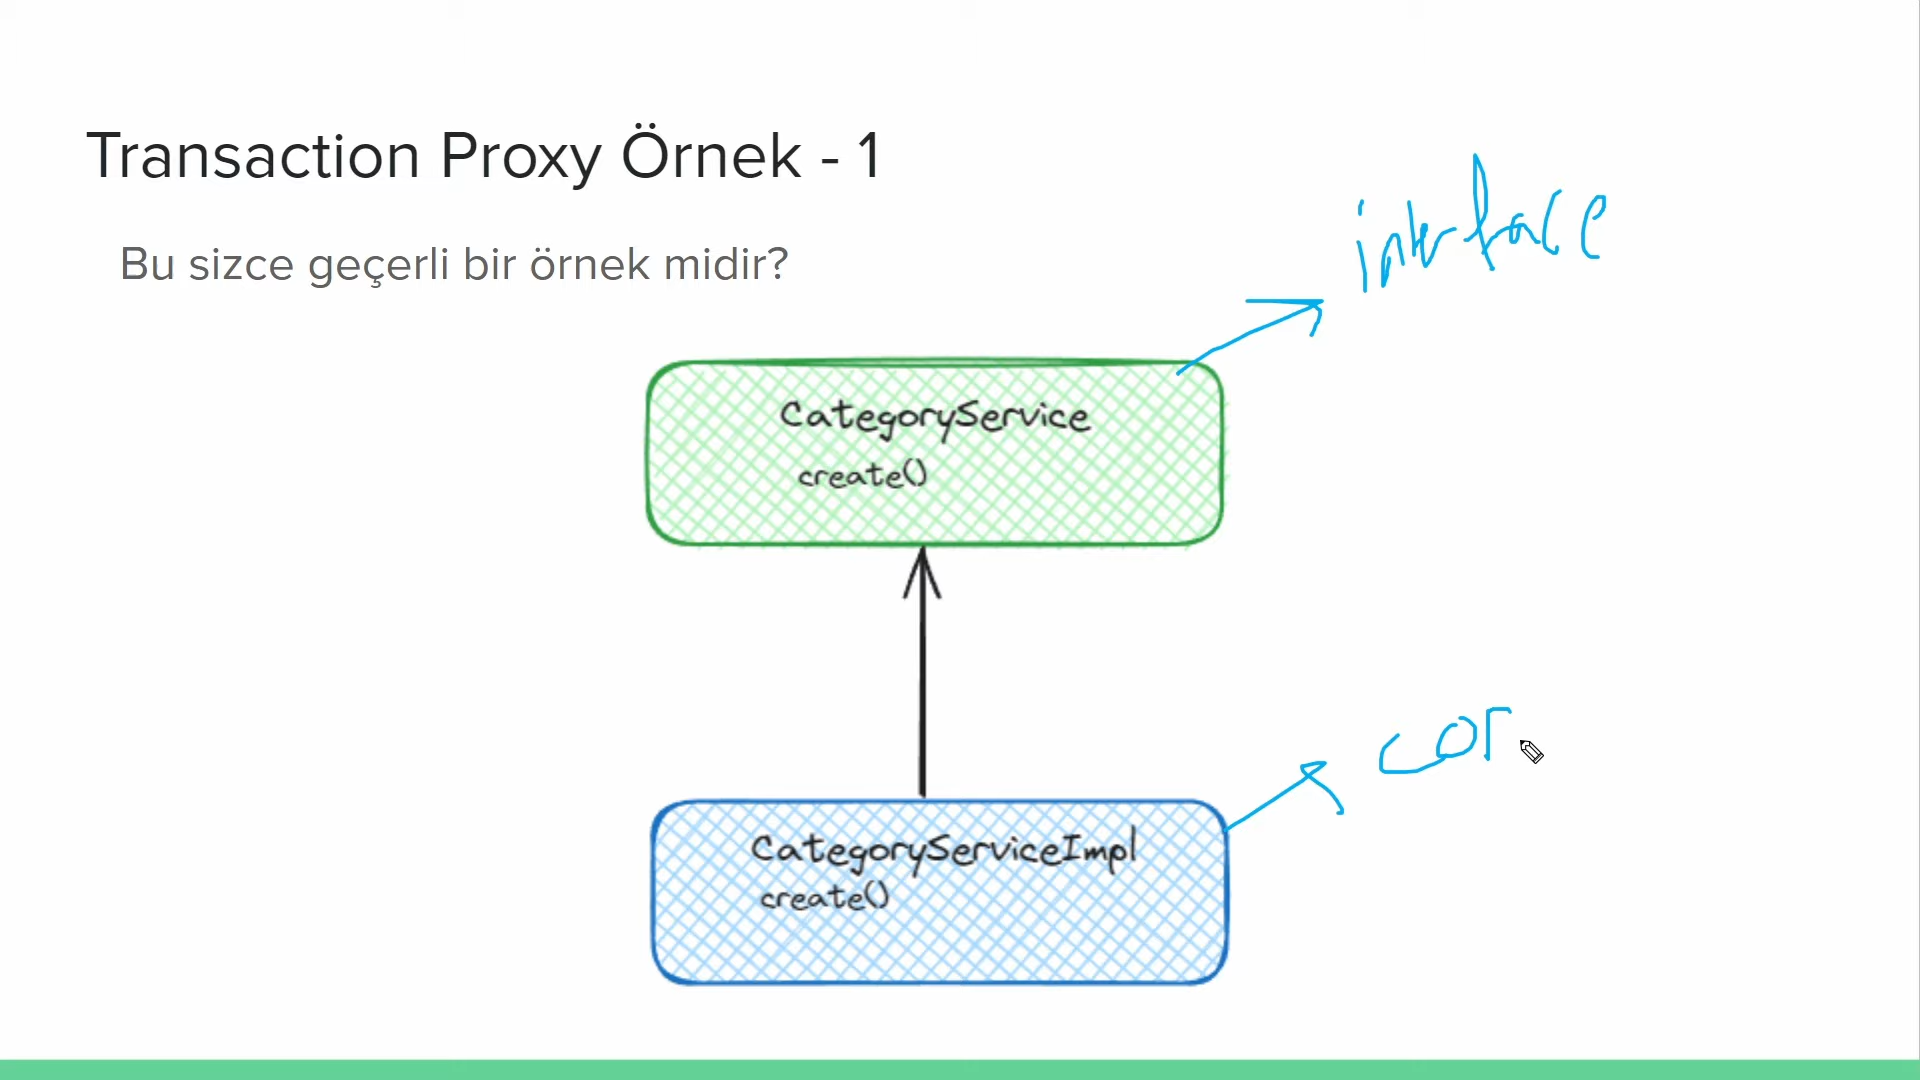 Transaction Proxy Örnek - 1
Bu sizce geçerli bir örnek midir?
interface
CategoryService
create()
cor
CategoryServiceImpl
create()